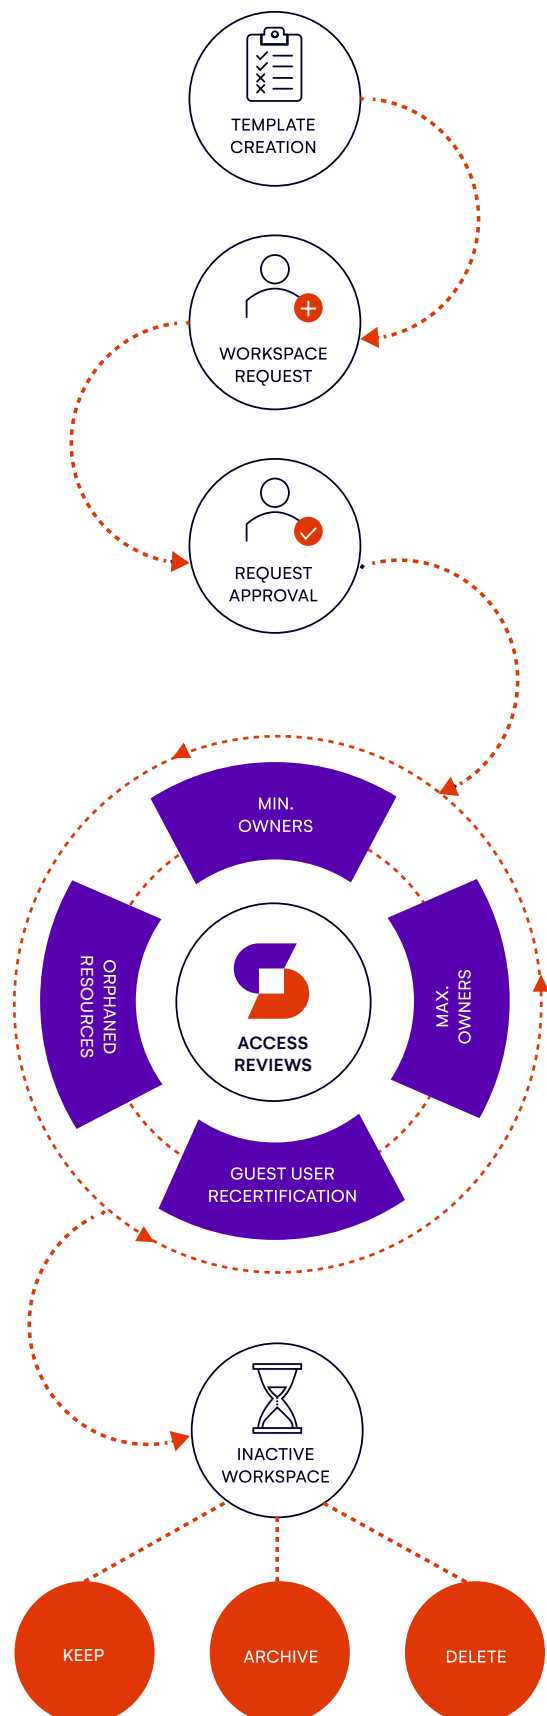 TEMPLATE
CREATION
WORKSPACE
REQUEST
REQUEST
APPROVAL
MIN.
OWNERS
ORPHANED
RESOURCES
MAX.
OWNERS
ACCESS
REVIEWS
GUEST USER
RECERTIFICATION
INACTIVE
WORKSPACE
KEEP
ARCHIVE
DELETE